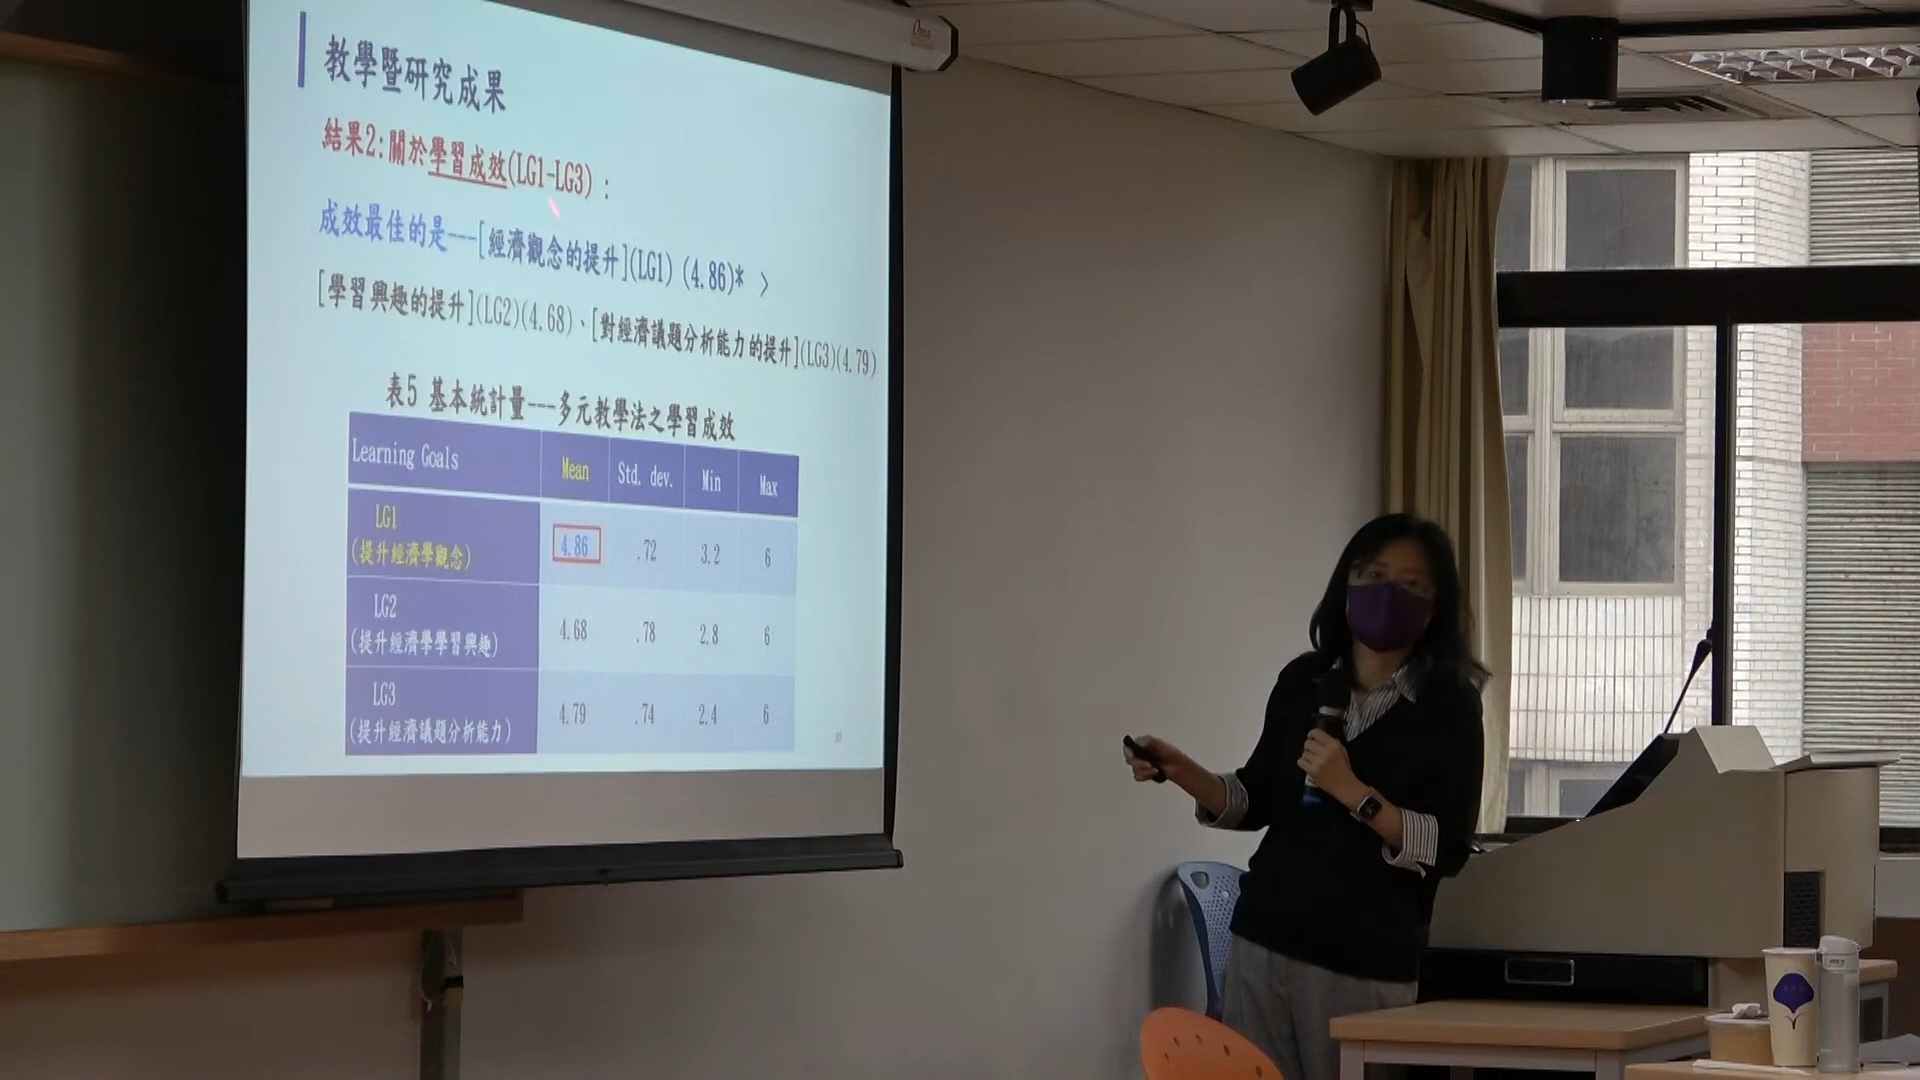 教學暨研究成果
結果2:關於學習成效(LG1-LG3) :
成效最佳的是---[經濟觀念的提升](LG1) (4.86)* >
[學習興趣的提升](LG2)(4.68)、[對經濟議題分析能力的提升](LG3)(4.79)
表5 基本統計量---多元教學法之學習成效
Learning Goals Mean Std. dev. Min Max
LG1
(提升經濟學觀念) 4.86 .72 3.2 6
LG2
(提升經濟學學習興趣) 4.68 .78 2.8 6
LG3
(提升經濟議題分析能力) 4.79 .74 2.4 6